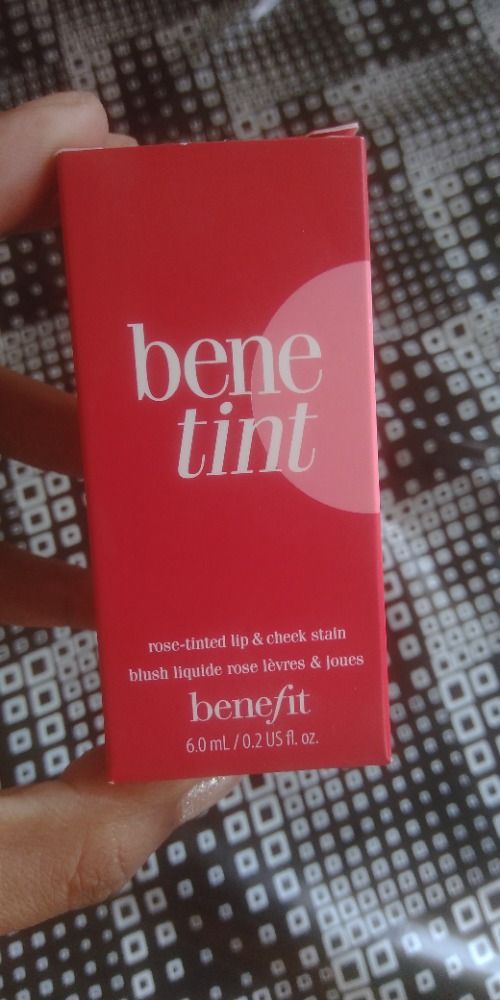 bene
tint
rose-tinted lip & cheek stain
blush liquide rose lèvres & joues
benefit
6.0 mL / 0.2 US fl. oz.